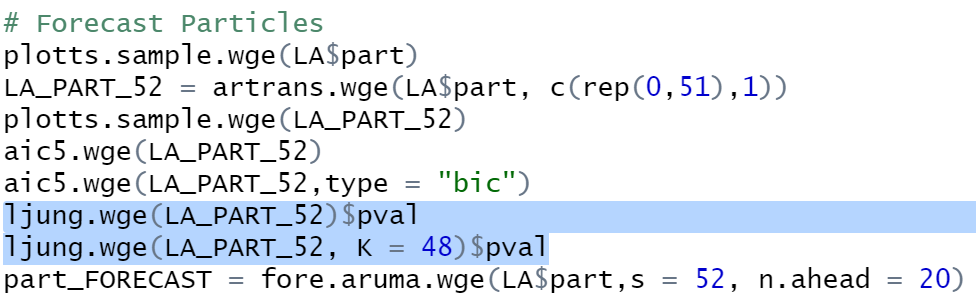 # Forecast Particles
plotts.sample.wge(LA$part)
LA_PART_52 = artrans.wge(LA$part, c(rep(0,51),1))
plotts.sample.wge(LA_PART_52)
aic5.wge(LA_PART_52)
aic5.wge(LA_PART_52,type = "bic")
ljung.wge(LA_PART_52)$pval
ljung.wge(LA_PART_52, K = 48)$pval
part_FORECAST = fore.aruma.wge(LA$part,s = 52, n.ahead = 20)